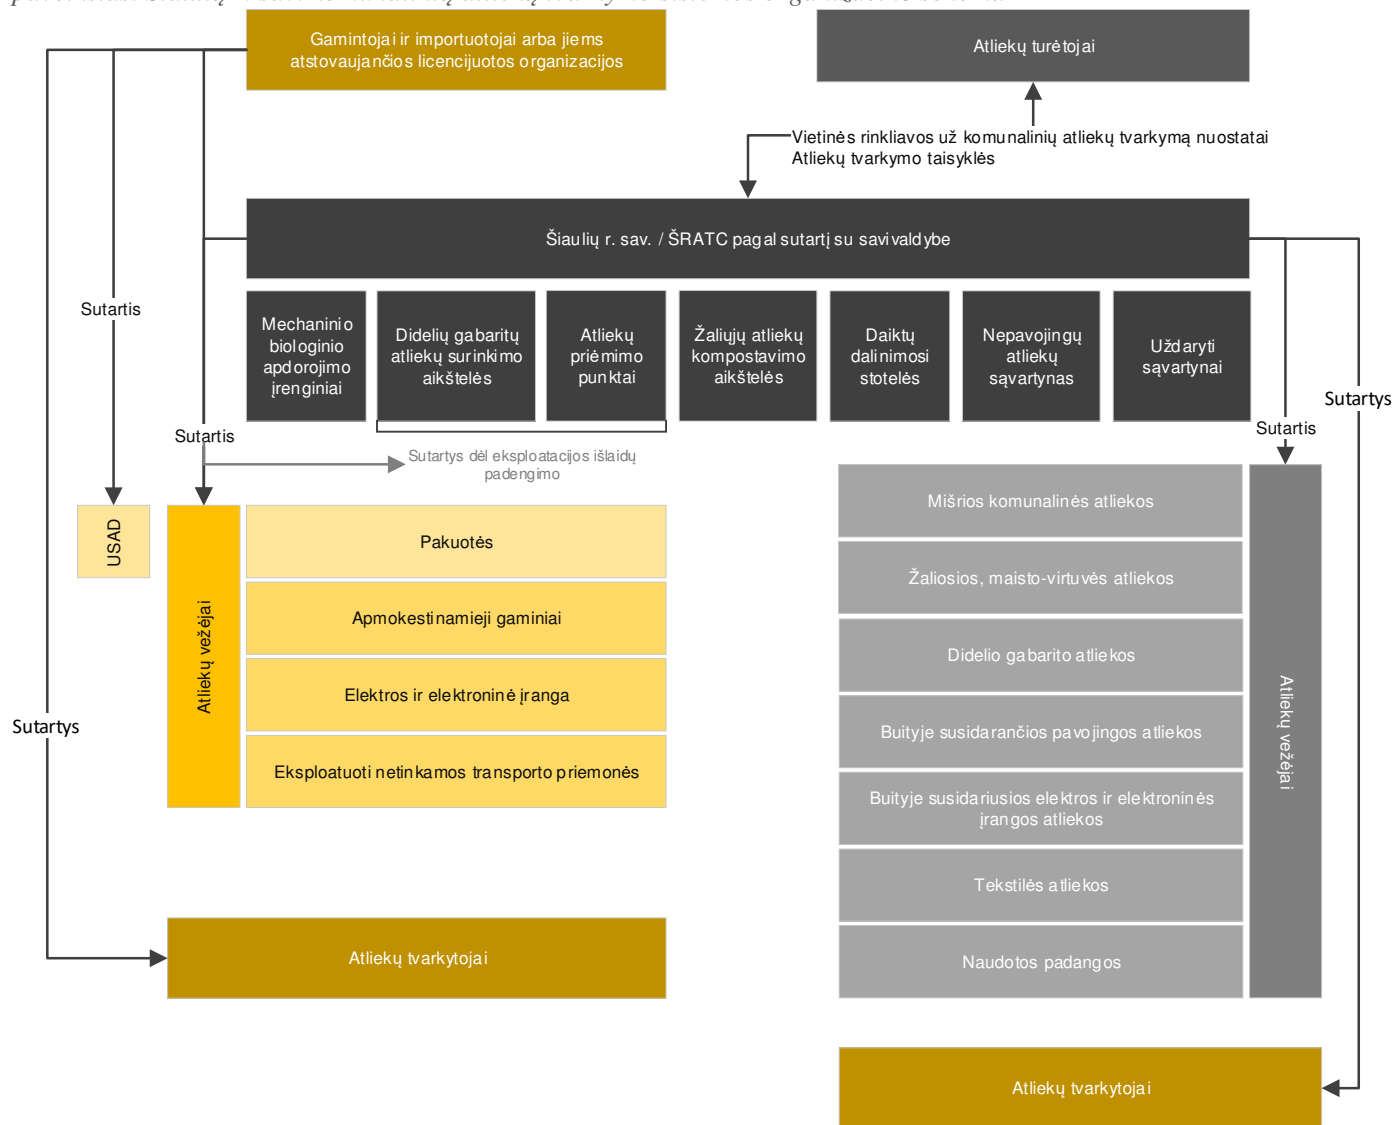 Gamintojai ir importuotojai arba jiems
atstovaujančios licencijuotos organizacijos
Atliekų turėtojai
Vietinės rinkliavos už komunalinių atliekų tvarkymą nuostatai
Atliekų tvarkymo taisyklės
Šiaulių r. sav. / ŠRATC pagal sutartį su savivaldybe
Sutartis
Mechaninio
biologinio
apdorojimo
įrenginiai
Didelių gabaritų
atliekų surinkimo
aikštelės
Atliekų
priėmimo
punktai
Žaliųjų atliekų
kompostavimo
aikštelės
Daiktų
dalinimosi
stotelės
Nepavojingų
atliekų
sąvartynas
Uždaryti
sąvartynai
Sutartys
Sutartis
Sutartis
Sutartys dėl eksploatacijos išlaidų
padengimo
USAD
Atliekų vežėjai
Pakuotės
Apmokestinamieji gaminiai
Elektros ir elektroninė įranga
Eksploatuoti netinkamos transporto priemonės
Sutartys
Atliekų tvarkytojai
Mišrios komunalinės atliekos
Žaliosios, maisto-virtuvės atliekos
Didelio gabarito atliekos
Buityje susidarančios pavojingos atliekos
Buityje susidariusios elektros ir elektroninės
įrangos atliekos
Tekstilės atliekos
Naudotos padangos
Atliekų vežėjai
Atliekų tvarkytojai